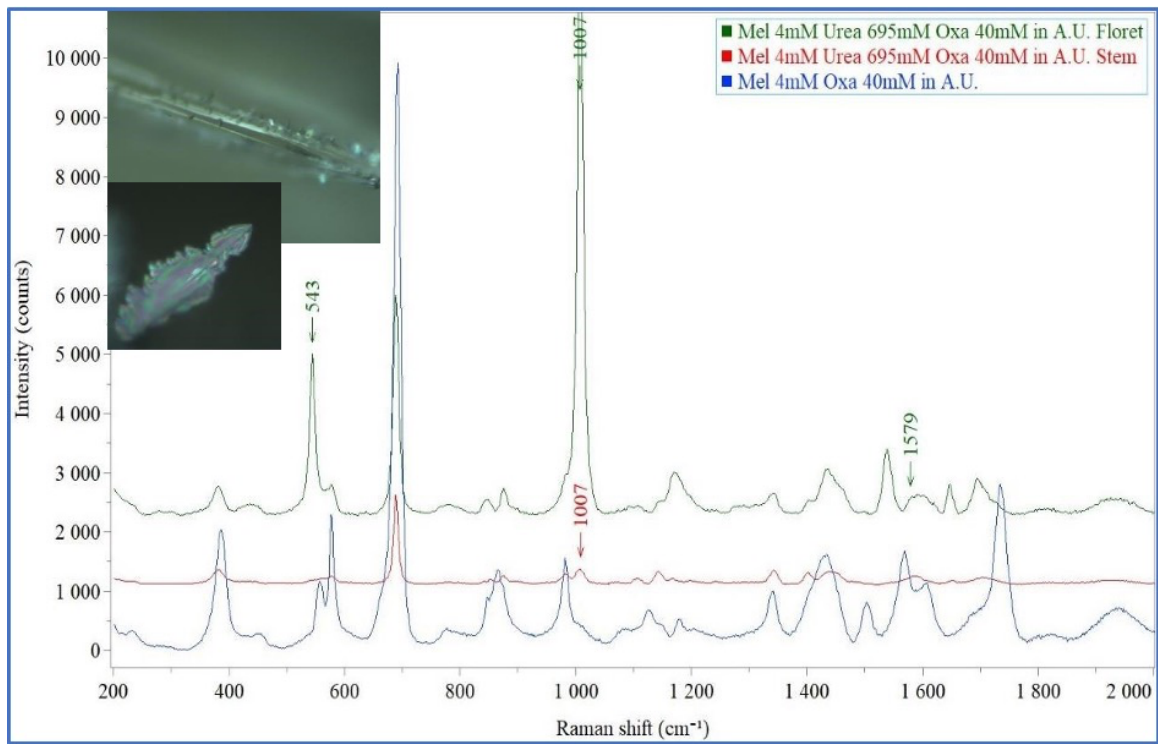 Mel 4mM Urea 695mM Oxa 40mM in A.U. Floret
Mel 4mM Urea 695mM Oxa 40mM in A.U. Stem
Mel 4mM Oxa 40mM in A.U.
1007
543
1579
1007
10 000
9 000
8 000
7 000
6 000
5 000
4 000
3 000
2 000
1 000
0
Intensity (counts)
200 400 600 800 1 000 1 200 1 400 1 600 1 800 2 000
Raman shift (cm⁻¹)